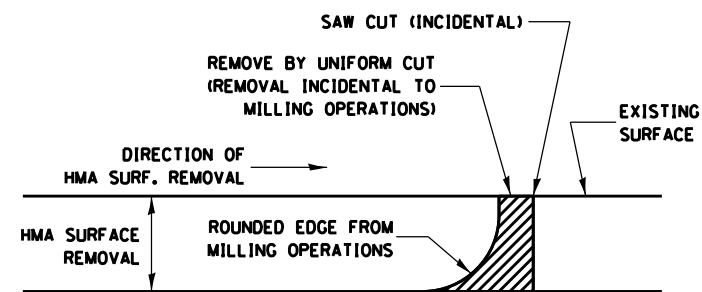 SAW CUT (INCIDENTAL)
REMOVE BY UNIFORM CUT
(REMOVAL INCIDENTAL TO
MILLING OPERATIONS)
EXISTING
SURFACE
DIRECTION OF
HMA SURF. REMOVAL
HMA SURFACE
REMOVAL
ROUNDED EDGE FROM
MILLING OPERATIONS